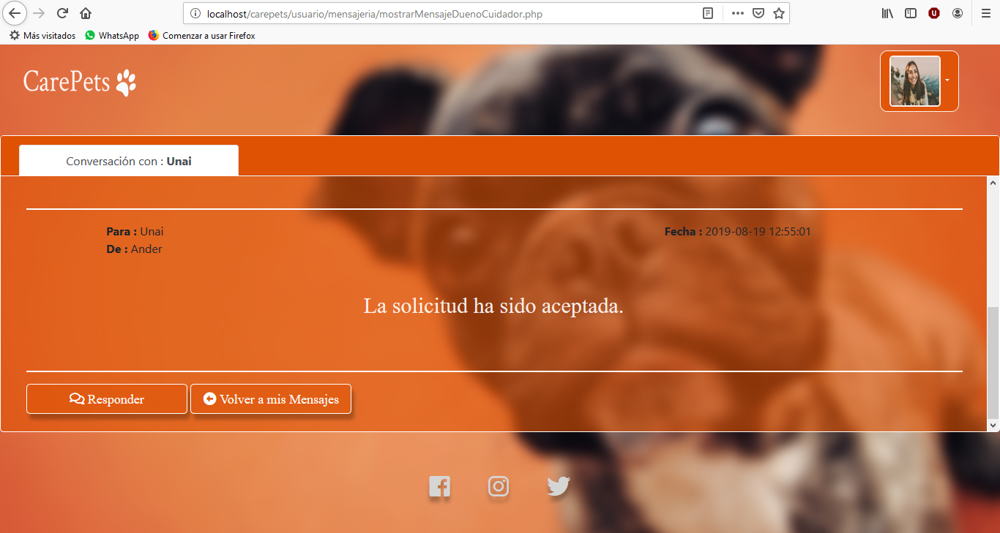 localhost/carepets/usuario/mensajeria/mostrarMensajeDuenoCuidador.php
Más visitados WhatsApp Comenzar a usar Firefox
CarePets
Conversación con : Unai
Para : Unai Fecha : 2019-08-19 12:55:01
De : Ander
La solicitud ha sido aceptada.
Responder Volver a mis Mensajes